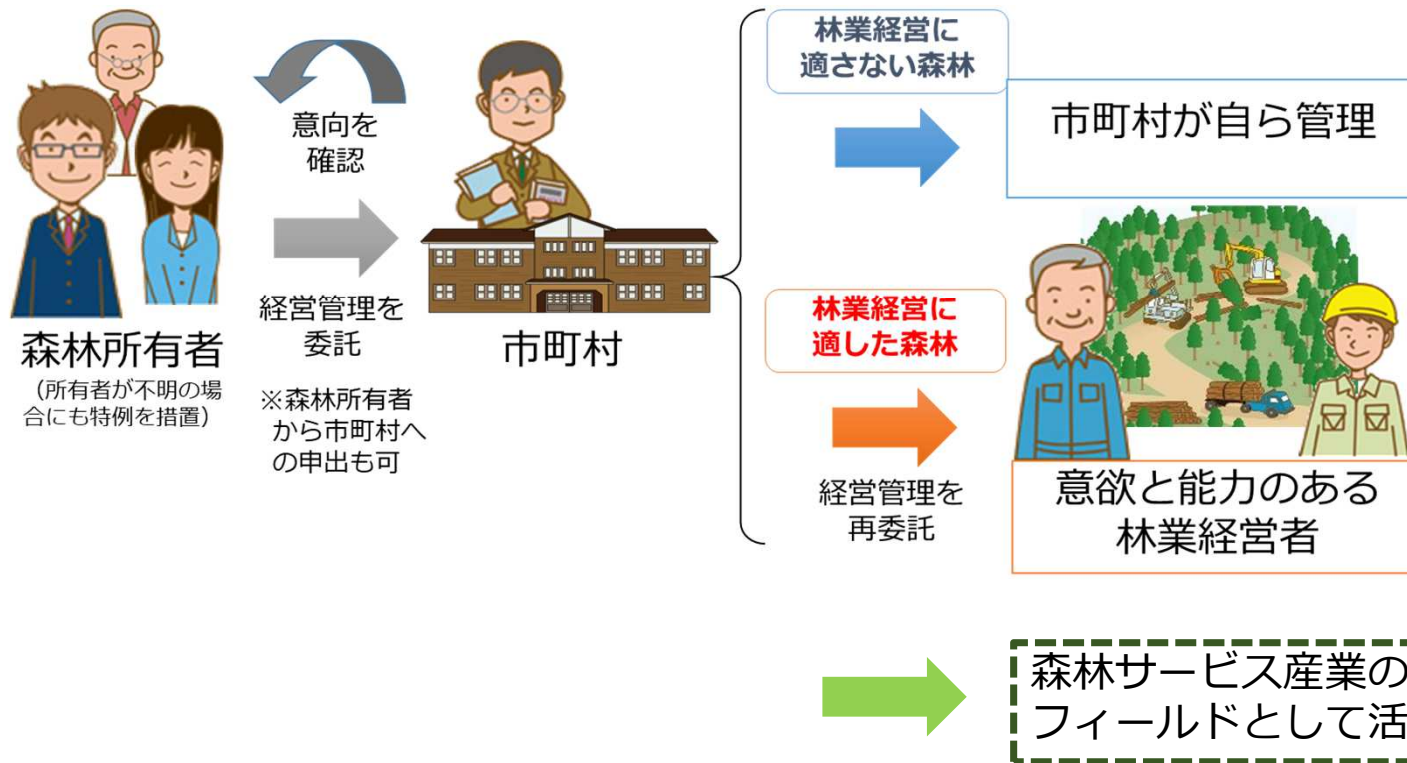 意向を
確認
経営管理を
委託
※森林所有者
から市町村へ
の申出も可
森林所有者
（所有者が不明の場
合にも特例を措置）
市町村
林業経営に
適さない森林
市町村が自ら管理
林業経営に
適した森林
経営管理を
再委託
意欲と能力のある
林業経営者
森林サービス産業の
フィールドとして活